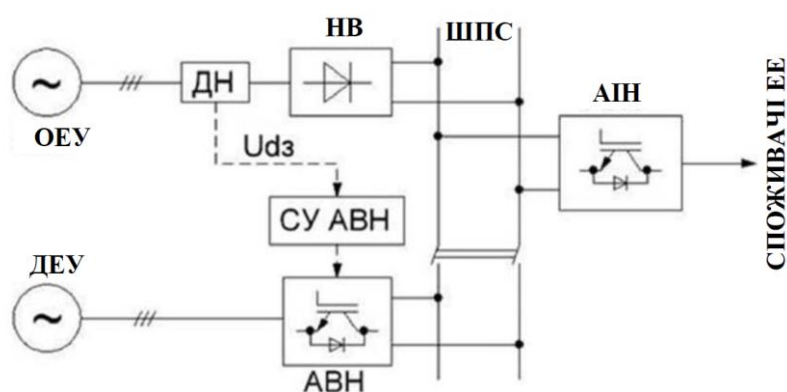 НВ
ШПС
ДН
АІН
ОЕУ
Udз
СУ АВН
ДЕУ
АВН
СПОЖИВАЧІ ЕЕ